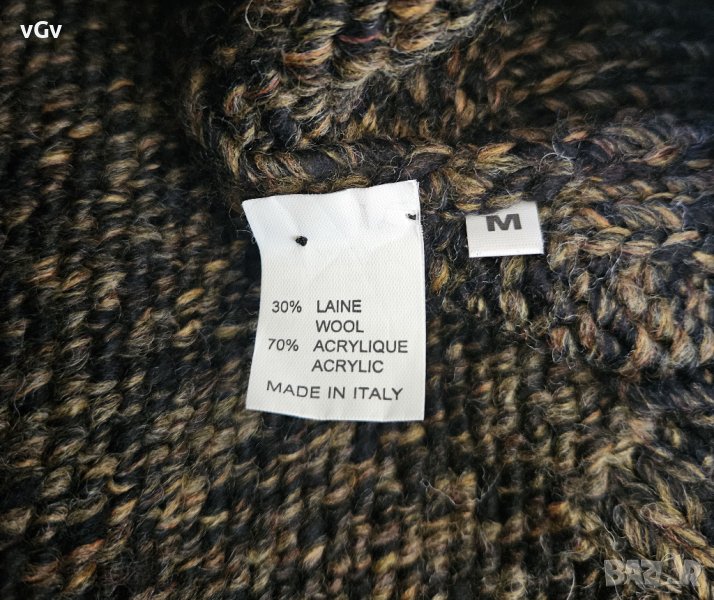 vGv
M
30% LAINE
WOOL
70% ACRYLIQUE
ACRYLIC
MADE IN ITALY
BAZAR